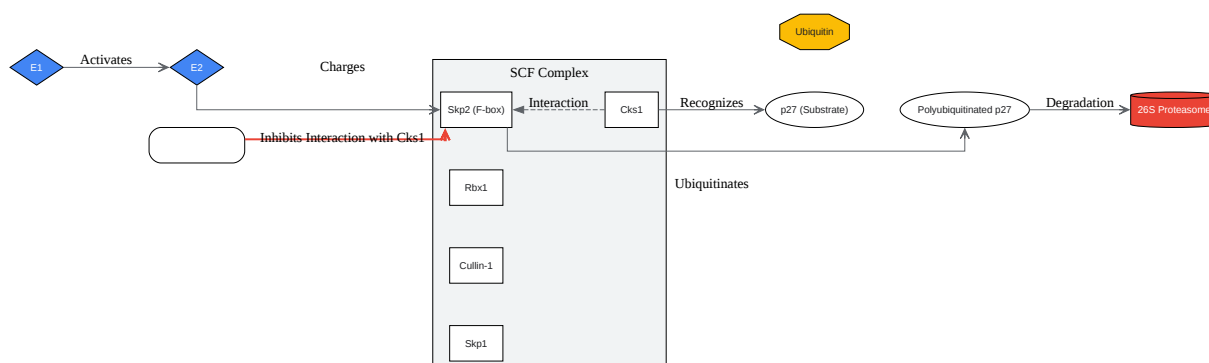 Ubiquitin
E1
Activates
E2
Charges
SCF Complex
Skp2 (F-box)
Interaction
Cks1
Recognizes
p27 (Substrate)
Polyubiquitinated p27
Degradation
26S Proteasome
Inhibits Interaction with Cks1
Rbx1
Ubiquitinates
Cullin-1
Skp1